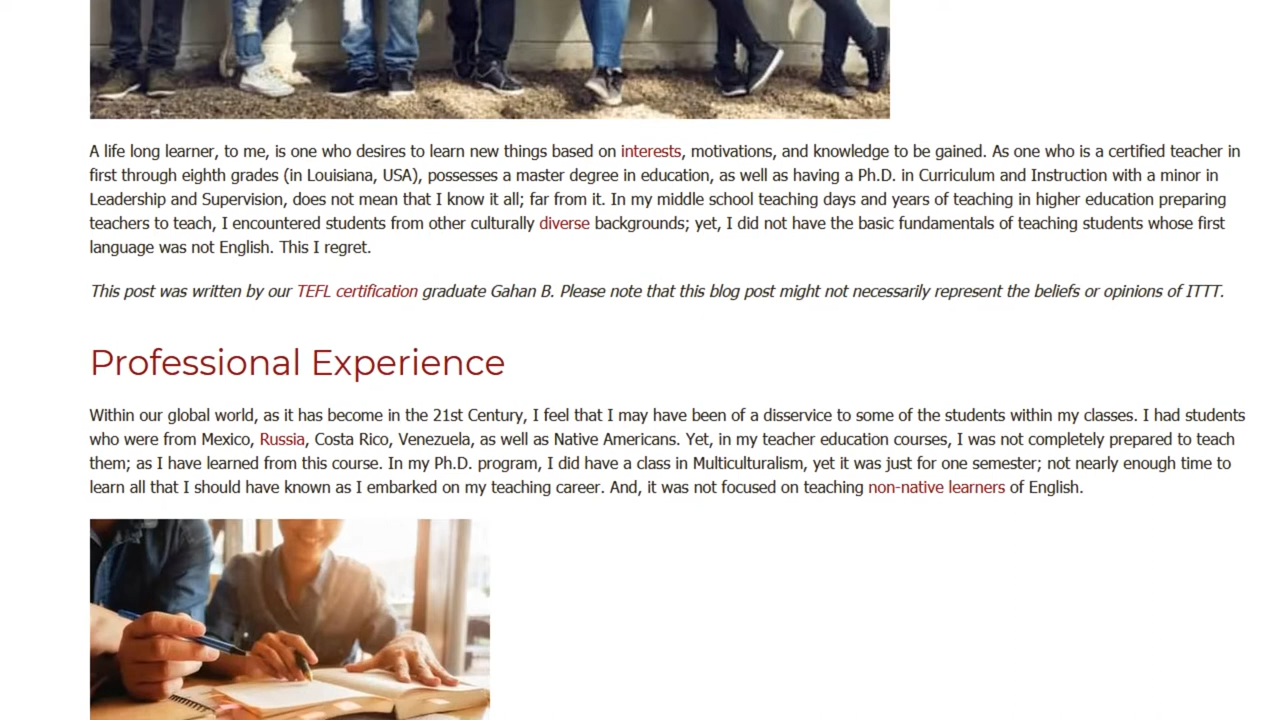 A life long learner, to me, is one who desires to learn new things based on interests, motivations, and knowledge to be gained. As one who is a certified teacher in
first through eighth grades (in Louisiana, USA), possesses a master degree in education, as well as having a Ph.D. in Curriculum and Instruction with a minor in
Leadership and Supervision, does not mean that I know it all; far from it. In my middle school teaching days and years of teaching in higher education preparing
teachers to teach, I encountered students from other culturally diverse backgrounds; yet, I did not have the basic fundamentals of teaching students whose first
language was not English. This I regret.
This post was written by our TEFL certification graduate Gahan B. Please note that this blog post might not necessarily represent the beliefs or opinions of ITTT.
Professional Experience
Within our global world, as it has become in the 21st Century, I feel that I may have been of a disservice to some of the students within my classes. I had students
who were from Mexico, Russia, Costa Rico, Venezuela, as well as Native Americans. Yet, in my teacher education courses, I was not completely prepared to teach
them; as I have learned from this course. In my Ph.D. program, I did have a class in Multiculturalism, yet it was just for one semester; not nearly enough time to
learn all that I should have known as I embarked on my teaching career. And, it was not focused on teaching non-native learners of English.